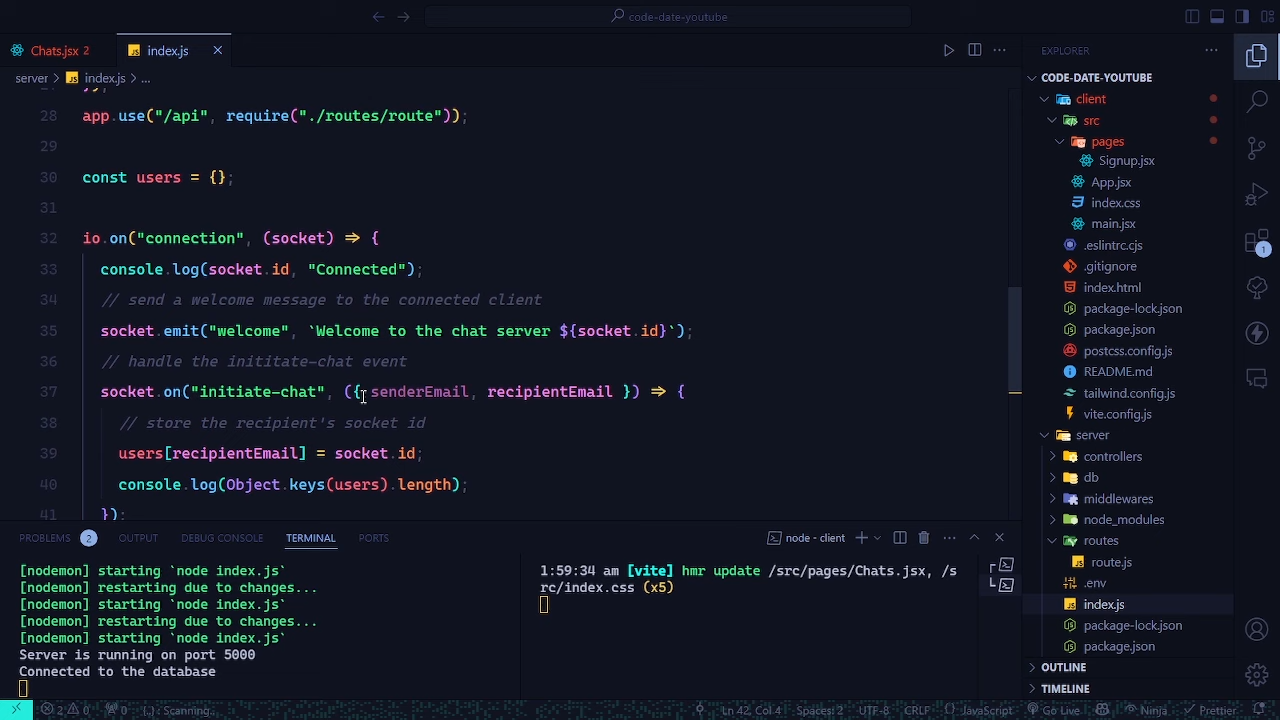 code-date-youtube
Chats.jsx 2
index.js
EXPLORER
server > index.js > ...
28 app.use("/api", require("./routes/route"));
29
30 const users = {};
31
32 io.on("connection", (socket) => {
33 console.log(socket.id, "Connected");
34 // send a welcome message to the connected client
35 socket.emit("welcome", `Welcome to the chat server ${socket.id}`);
36 // handle the inititate-chat event
37 socket.on("initiate-chat", ({ senderEmail, recipientEmail }) => {
38 // store the recipient's socket id
39 users[recipientEmail] = socket.id;
40 console.log(Object.keys(users).length);
41 });
CODE-DATE-YOUTUBE
client
src
pages
Signup.jsx
App.jsx
index.css
main.jsx
.eslintrc.cjs
.gitignore
index.html
package-lock.json
package.json
postcss.config.js
README.md
tailwind.config.js
vite.config.js
server
controllers
db
middlewares
node_modules
routes
route.js
.env
index.js
package-lock.json
package.json
OUTLINE
TIMELINE
1
PROBLEMS 2
OUTPUT
DEBUG CONSOLE
TERMINAL
PORTS
node - client
[nodemon] starting `node index.js`
[nodemon] restarting due to changes...
[nodemon] starting `node index.js`
[nodemon] restarting due to changes...
[nodemon] starting `node index.js`
Server is running on port 5000
Connected to the database
1:59:34 am [vite] hmr update /src/pages/Chats.jsx, /s
rc/index.css (x5)
2 0 0 {..}: Scanning..
Ln 42, Col 4
Spaces: 2
UTF-8
CRLF
{} JavaScript
Go Live
Ninja
Prettier